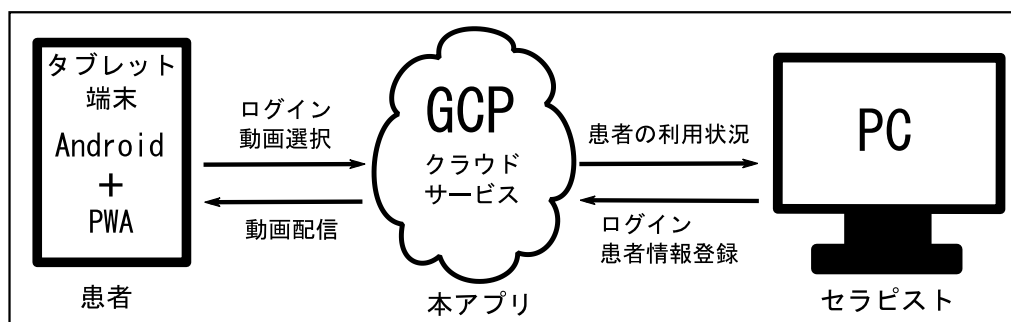 タブレット
端末
Android
+
PWA
患者
ログイン
動画選択
動画配信
GCP
クラウド
サービス
本アプリ
患者の利用状況
ログイン
患者情報登録
PC
セラピスト